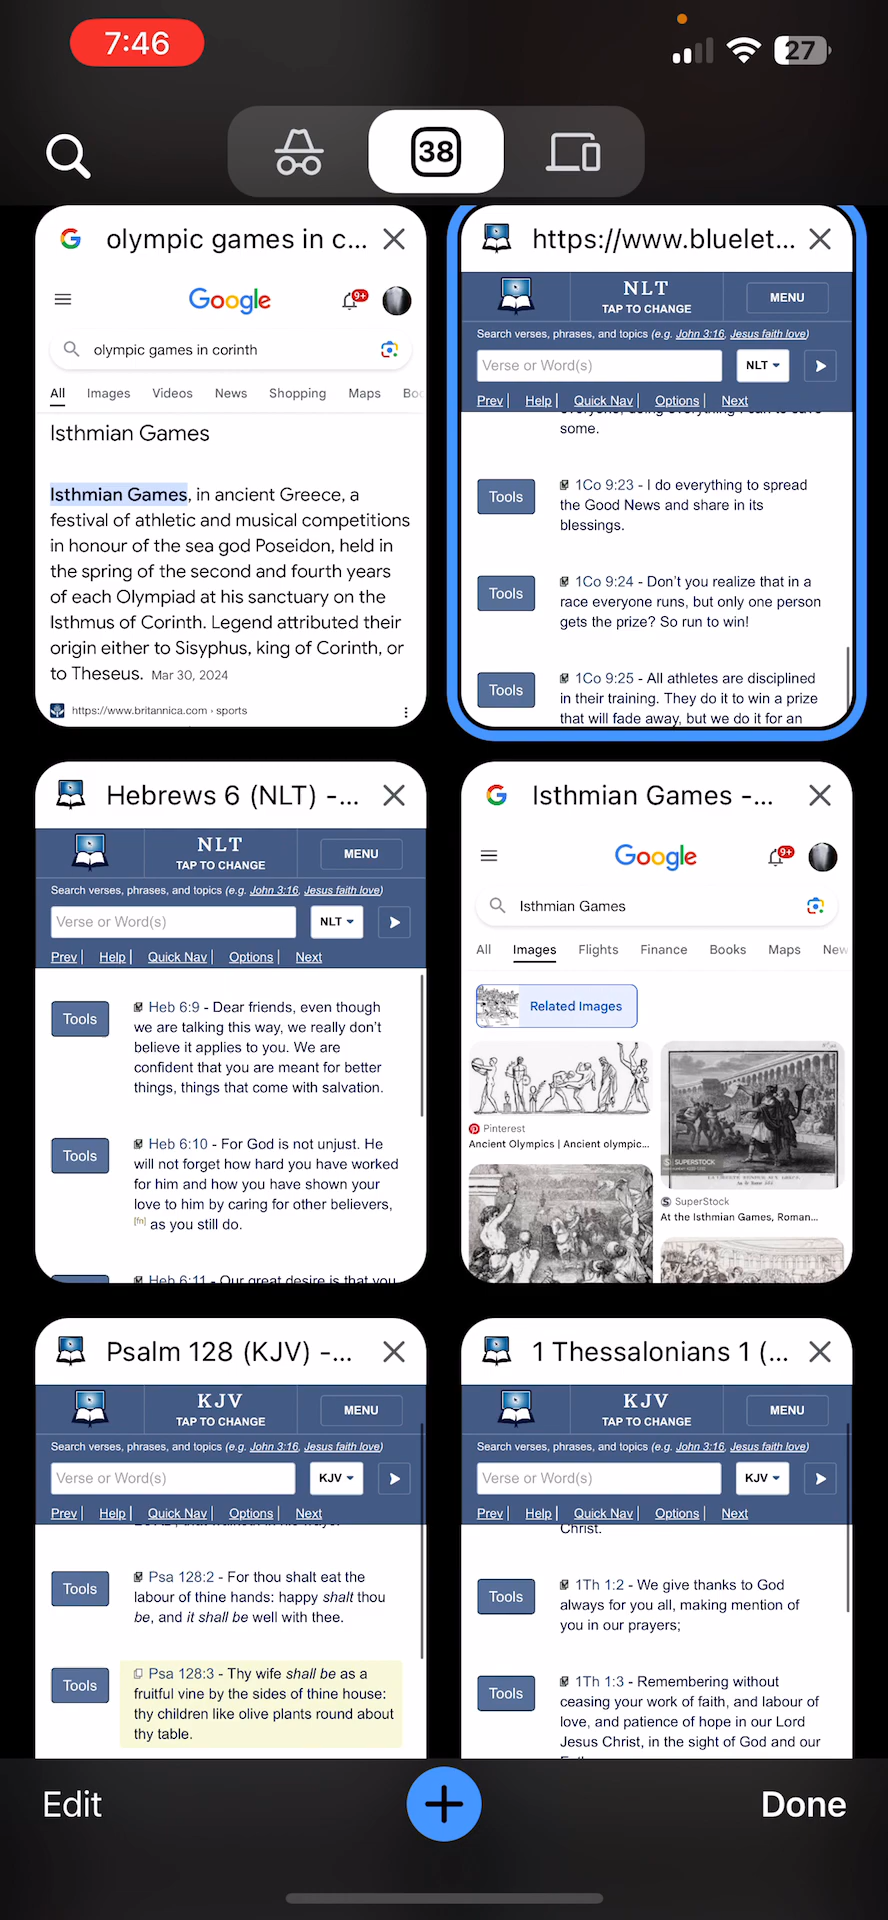 7:46
27
38
olympic games in c...
Google
9+
olympic games in corinth
All Images Videos News Shopping Maps Boo
Isthmian Games
Isthmian Games, in ancient Greece, a
festival of athletic and musical competitions
in honour of the sea god Poseidon, held in
the spring of the second and fourth years
of each Olympiad at his sanctuary on the
Isthmus of Corinth. Legend attributed their
origin either to Sisyphus, king of Corinth, or
to Theseus. Mar 30, 2024
https://www.britannica.com › sports
https://www.bluelet...
NLT
TAP TO CHANGE
MENU
Search verses, phrases, and topics (e.g. John 3:16, Jesus faith love)
Verse or Word(s)
NLT
Prev | Help | Quick Nav | Options | Next
everyone, doing everything I can to save
some.
Tools
1Co 9:23 - I do everything to spread
the Good News and share in its
blessings.
Tools
1Co 9:24 - Don't you realize that in a
race everyone runs, but only one person
gets the prize? So run to win!
Tools
1Co 9:25 - All athletes are disciplined
in their training. They do it to win a prize
that will fade away, but we do it for an
Hebrews 6 (NLT) -...
NLT
TAP TO CHANGE
MENU
Search verses, phrases, and topics (e.g. John 3:16, Jesus faith love)
Verse or Word(s)
NLT
Prev | Help | Quick Nav | Options | Next
Tools
Heb 6:9 - Dear friends, even though
we are talking this way, we really don't
believe it applies to you. We are
confident that you are meant for better
things, things that come with salvation.
Tools
Heb 6:10 - For God is not unjust. He
will not forget how hard you have worked
for him and how you have shown your
love to him by caring for other believers,
[fn] as you still do.
Heb 6:11 - Our great desire is that you
Isthmian Games -...
Google
9+
Isthmian Games
All Images Flights Finance Books Maps New
Related Images
Pinterest
Ancient Olympics | Ancient olympic...
SUPERSTOCK
SuperStock
At the Isthmian Games, Roman...
Psalm 128 (KJV) -...
KJV
TAP TO CHANGE
MENU
Search verses, phrases, and topics (e.g. John 3:16, Jesus faith love)
Verse or Word(s)
KJV
Prev | Help | Quick Nav | Options | Next
Tools
Psa 128:2 - For thou shalt eat the
labour of thine hands: happy shalt thou
be, and it shall be well with thee.
Tools
Psa 128:3 - Thy wife shall be as a
fruitful vine by the sides of thine house:
thy children like olive plants round about
thy table.
1 Thessalonians 1 (...
KJV
TAP TO CHANGE
MENU
Search verses, phrases, and topics (e.g. John 3:16, Jesus faith love)
Verse or Word(s)
KJV
Prev | Help | Quick Nav | Options | Next
Christ.
Tools
1Th 1:2 - We give thanks to God
always for you all, making mention of
you in our prayers;
Tools
1Th 1:3 - Remembering without
ceasing your work of faith, and labour of
love, and patience of hope in our Lord
Jesus Christ, in the sight of God and our
Edit
Done